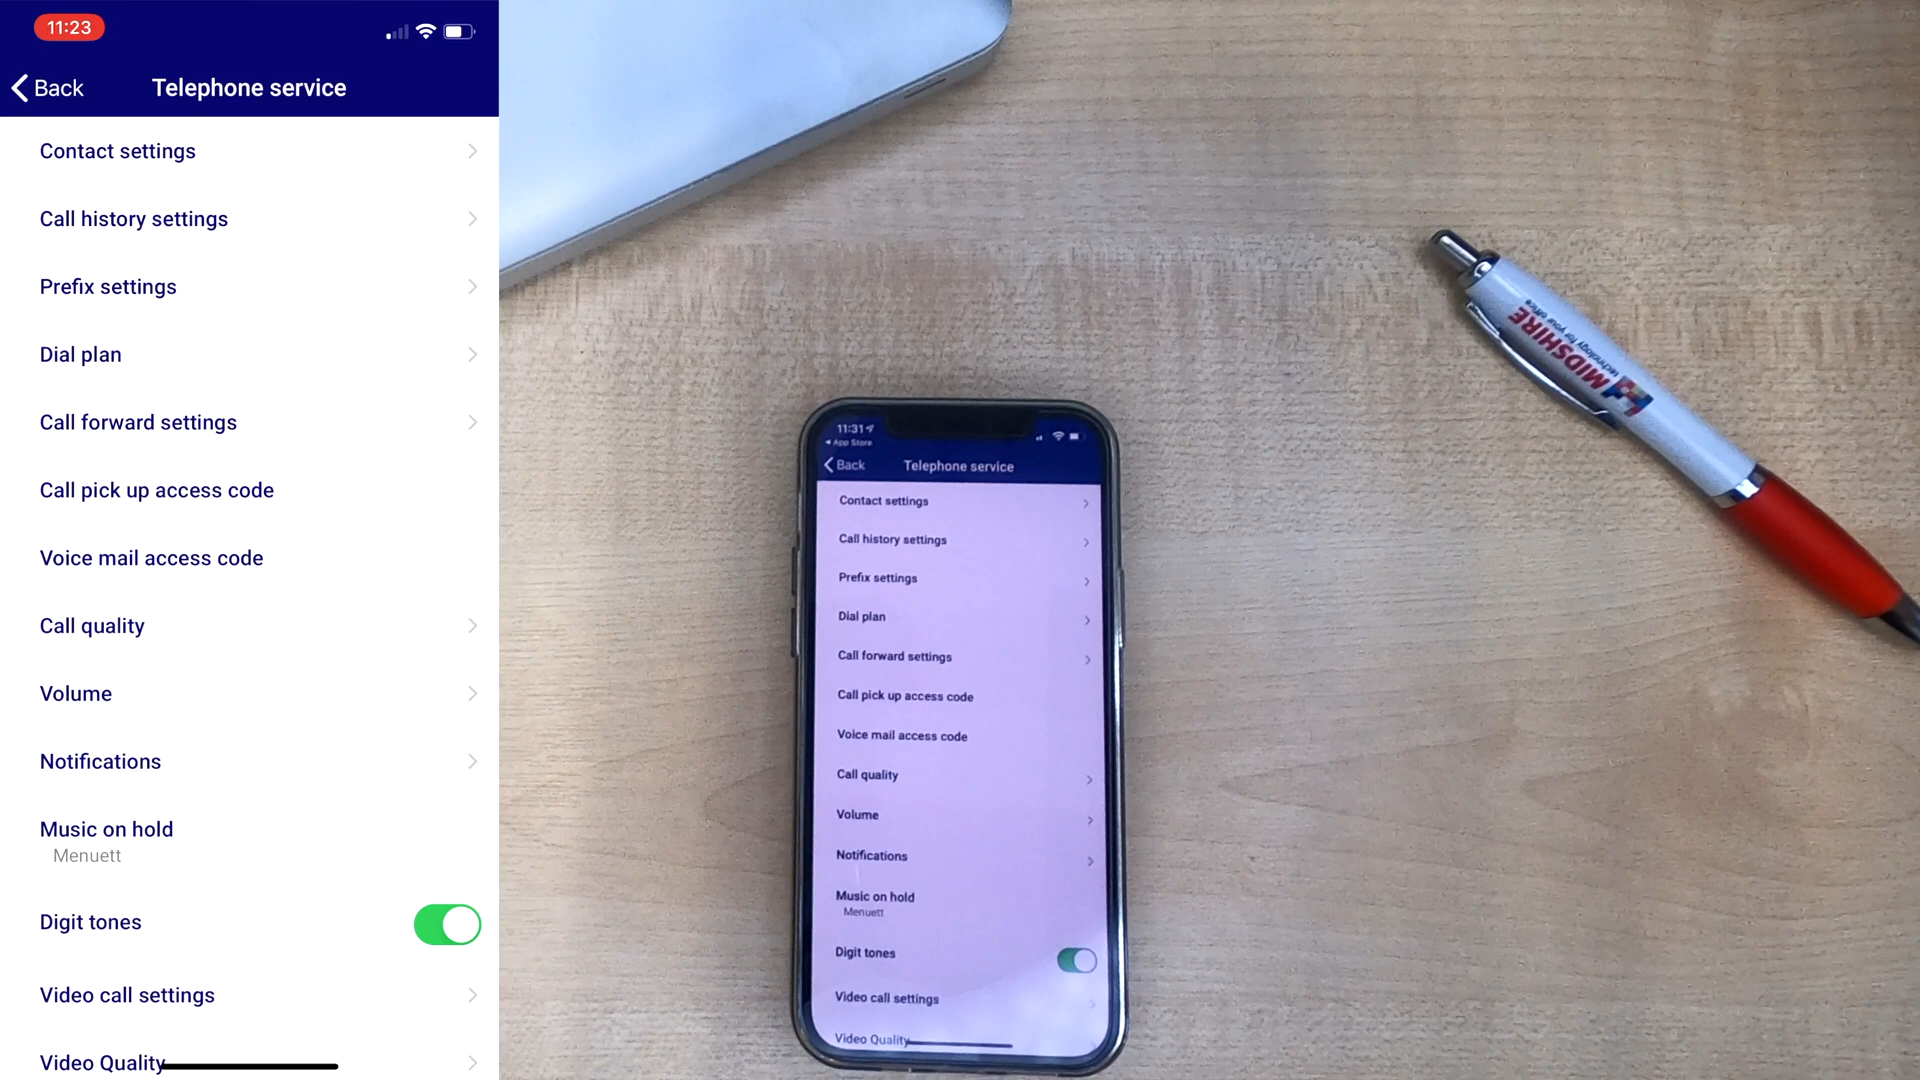 11:23
Back
Telephone service
Contact settings
Call history settings
Prefix settings
Dial plan
Call forward settings
Call pick up access code
Voice mail access code
Call quality
Volume
Notifications
Music on hold
Menuett
Digit tones
Video call settings
Video Quality
11:31
App Store
Back
Telephone service
Contact settings
Call history settings
Prefix settings
Dial plan
Call forward settings
Call pick up access code
Voice mail access code
Call quality
Volume
Notifications
Music on hold
Menuett
Digit tones
Video call settings
Video Quality
MIDSHIRE
technology for your office